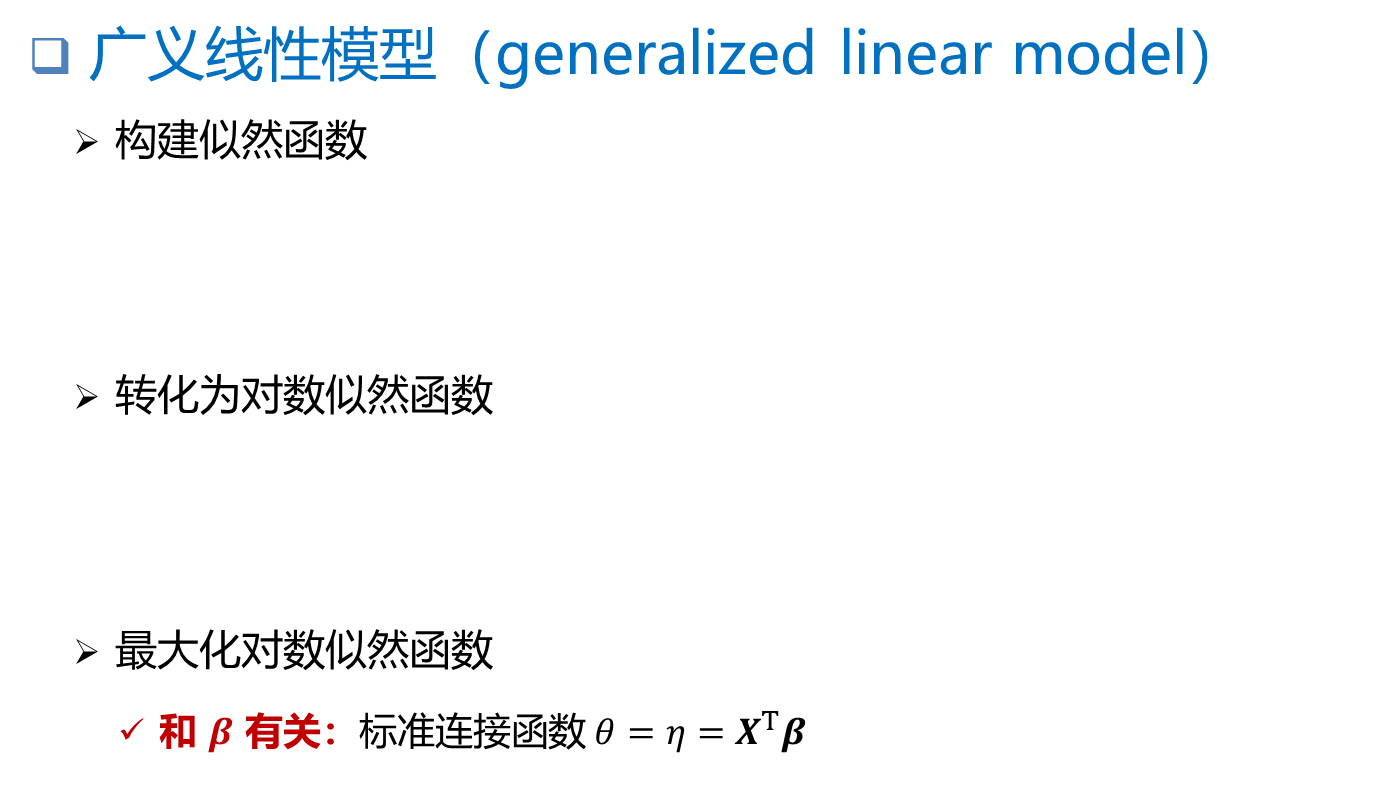 ❑ 广义线性模型（generalized linear model）
➢ 构建似然函数
➢ 转化为对数似然函数
➢ 最大化对数似然函数
✓ 和 𝜷 有关：标准连接函数 𝜃 = 𝜂 = 𝑿ᵀ𝜷